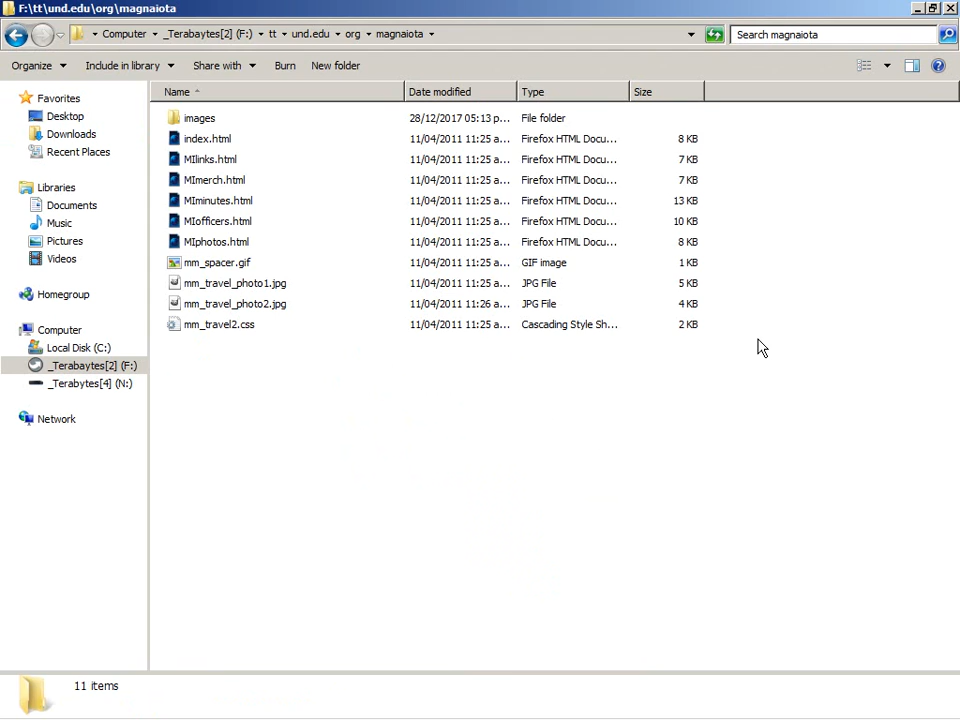 F:\tt\und.edu\org\magnaiota
Computer _Terabaytes[2] (F:) tt und.edu org magnaiota
Search magnaiota
Organize Include in library Share with Burn New folder
Name Date modified Type Size
Favorites
Desktop
Downloads
Recent Places
Libraries
Documents
Music
Pictures
Videos
Homegroup
Computer
Local Disk (C:)
_Terabaytes[2] (F:)
_Terabytes[4] (N:)
Network
images 28/12/2017 05:13 p... File folder
index.html 11/04/2011 11:25 a... Firefox HTML Docu... 8 KB
MIlinks.html 11/04/2011 11:25 a... Firefox HTML Docu... 7 KB
MImerch.html 11/04/2011 11:25 a... Firefox HTML Docu... 7 KB
MIminutes.html 11/04/2011 11:25 a... Firefox HTML Docu... 13 KB
MIofficers.html 11/04/2011 11:25 a... Firefox HTML Docu... 10 KB
MIphotos.html 11/04/2011 11:25 a... Firefox HTML Docu... 8 KB
mm_spacer.gif 11/04/2011 11:25 a... GIF image 1 KB
mm_travel_photo1.jpg 11/04/2011 11:25 a... JPG File 5 KB
mm_travel_photo2.jpg 11/04/2011 11:26 a... JPG File 4 KB
mm_travel2.css 11/04/2011 11:25 a... Cascading Style Sh... 2 KB
11 items